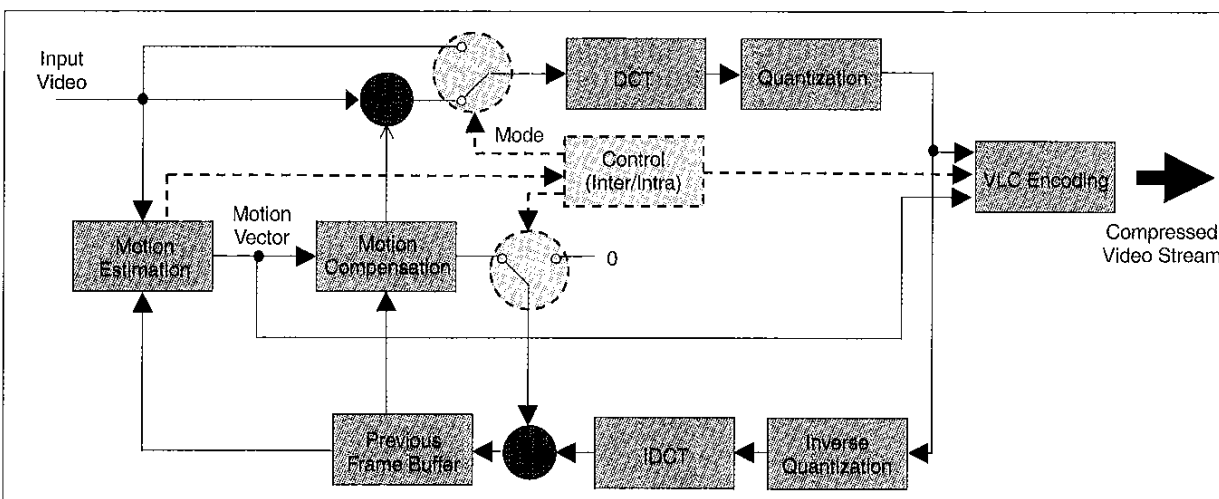 Input
Video
DCT
Quantization
Mode
Control
(Inter/Intra)
VLC Encoding
Motion
Estimation
Motion
Vector
Motion
Compensation
0
Compressed
Video Stream
Previous
Frame Buffer
IDCT
Inverse
Quantization